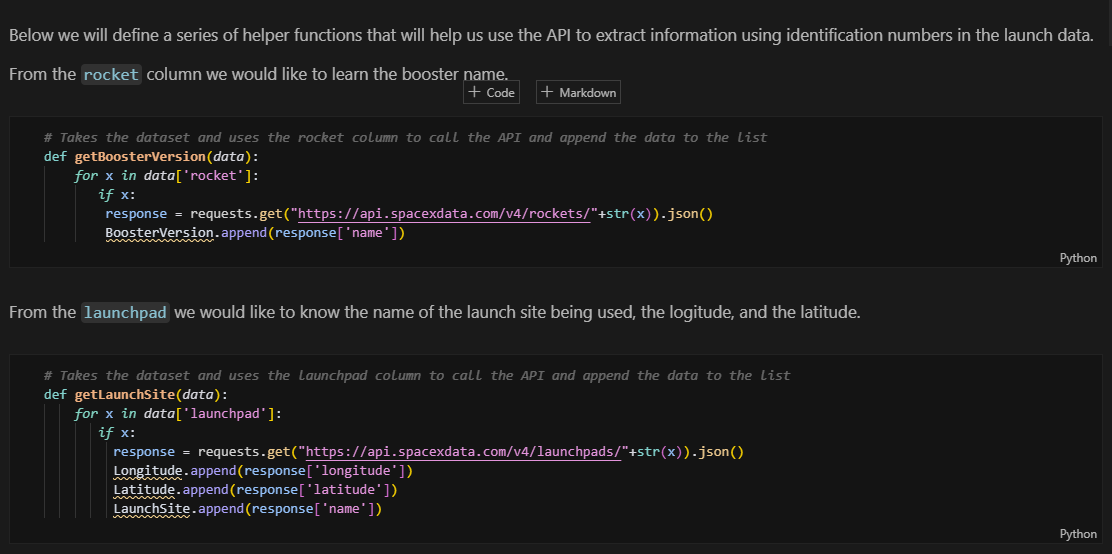 Below we will define a series of helper functions that will help us use the API to extract information using identification numbers in the launch data.
From the rocket column we would like to learn the booster name.
+ Code + Markdown
# Takes the dataset and uses the rocket column to call the API and append the data to the list
def getBoosterVersion(data):
    for x in data['rocket']:
       if x:
        response = requests.get("https://api.spacexdata.com/v4/rockets/"+str(x)).json()
        BoosterVersion.append(response['name'])
Python
From the launchpad we would like to know the name of the launch site being used, the logitude, and the latitude.
# Takes the dataset and uses the launchpad column to call the API and append the data to the list
def getLaunchSite(data):
    for x in data['launchpad']:
       if x:
         response = requests.get("https://api.spacexdata.com/v4/launchpads/"+str(x)).json()
         Longitude.append(response['longitude'])
         Latitude.append(response['latitude'])
         LaunchSite.append(response['name'])
Python